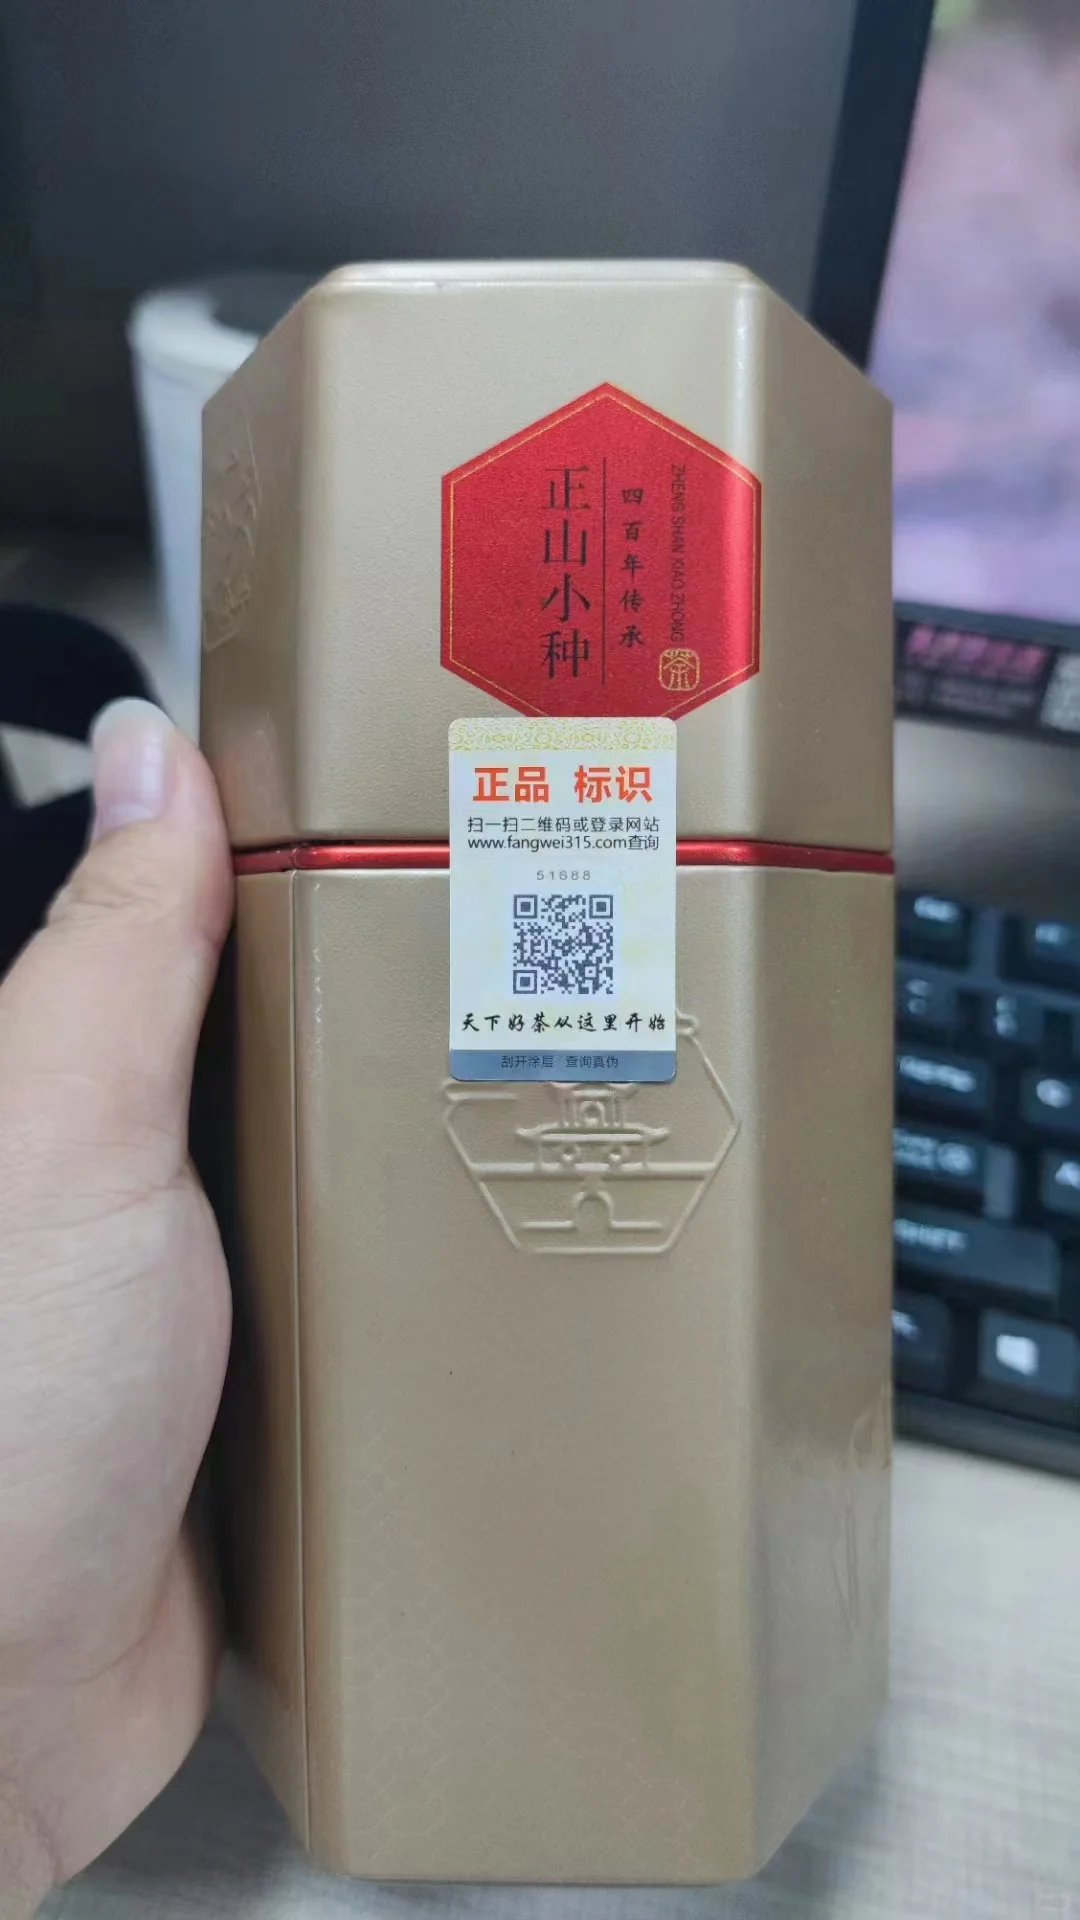 正山小种
四百年传承
ZHENG SHAN XIAO ZHONG
茶
正品 标识
扫一扫二维码或登录网站
www.fangwei315.com查询
51688
天下好茶从这里开始
刮开涂层 查询真伪
SHIFT